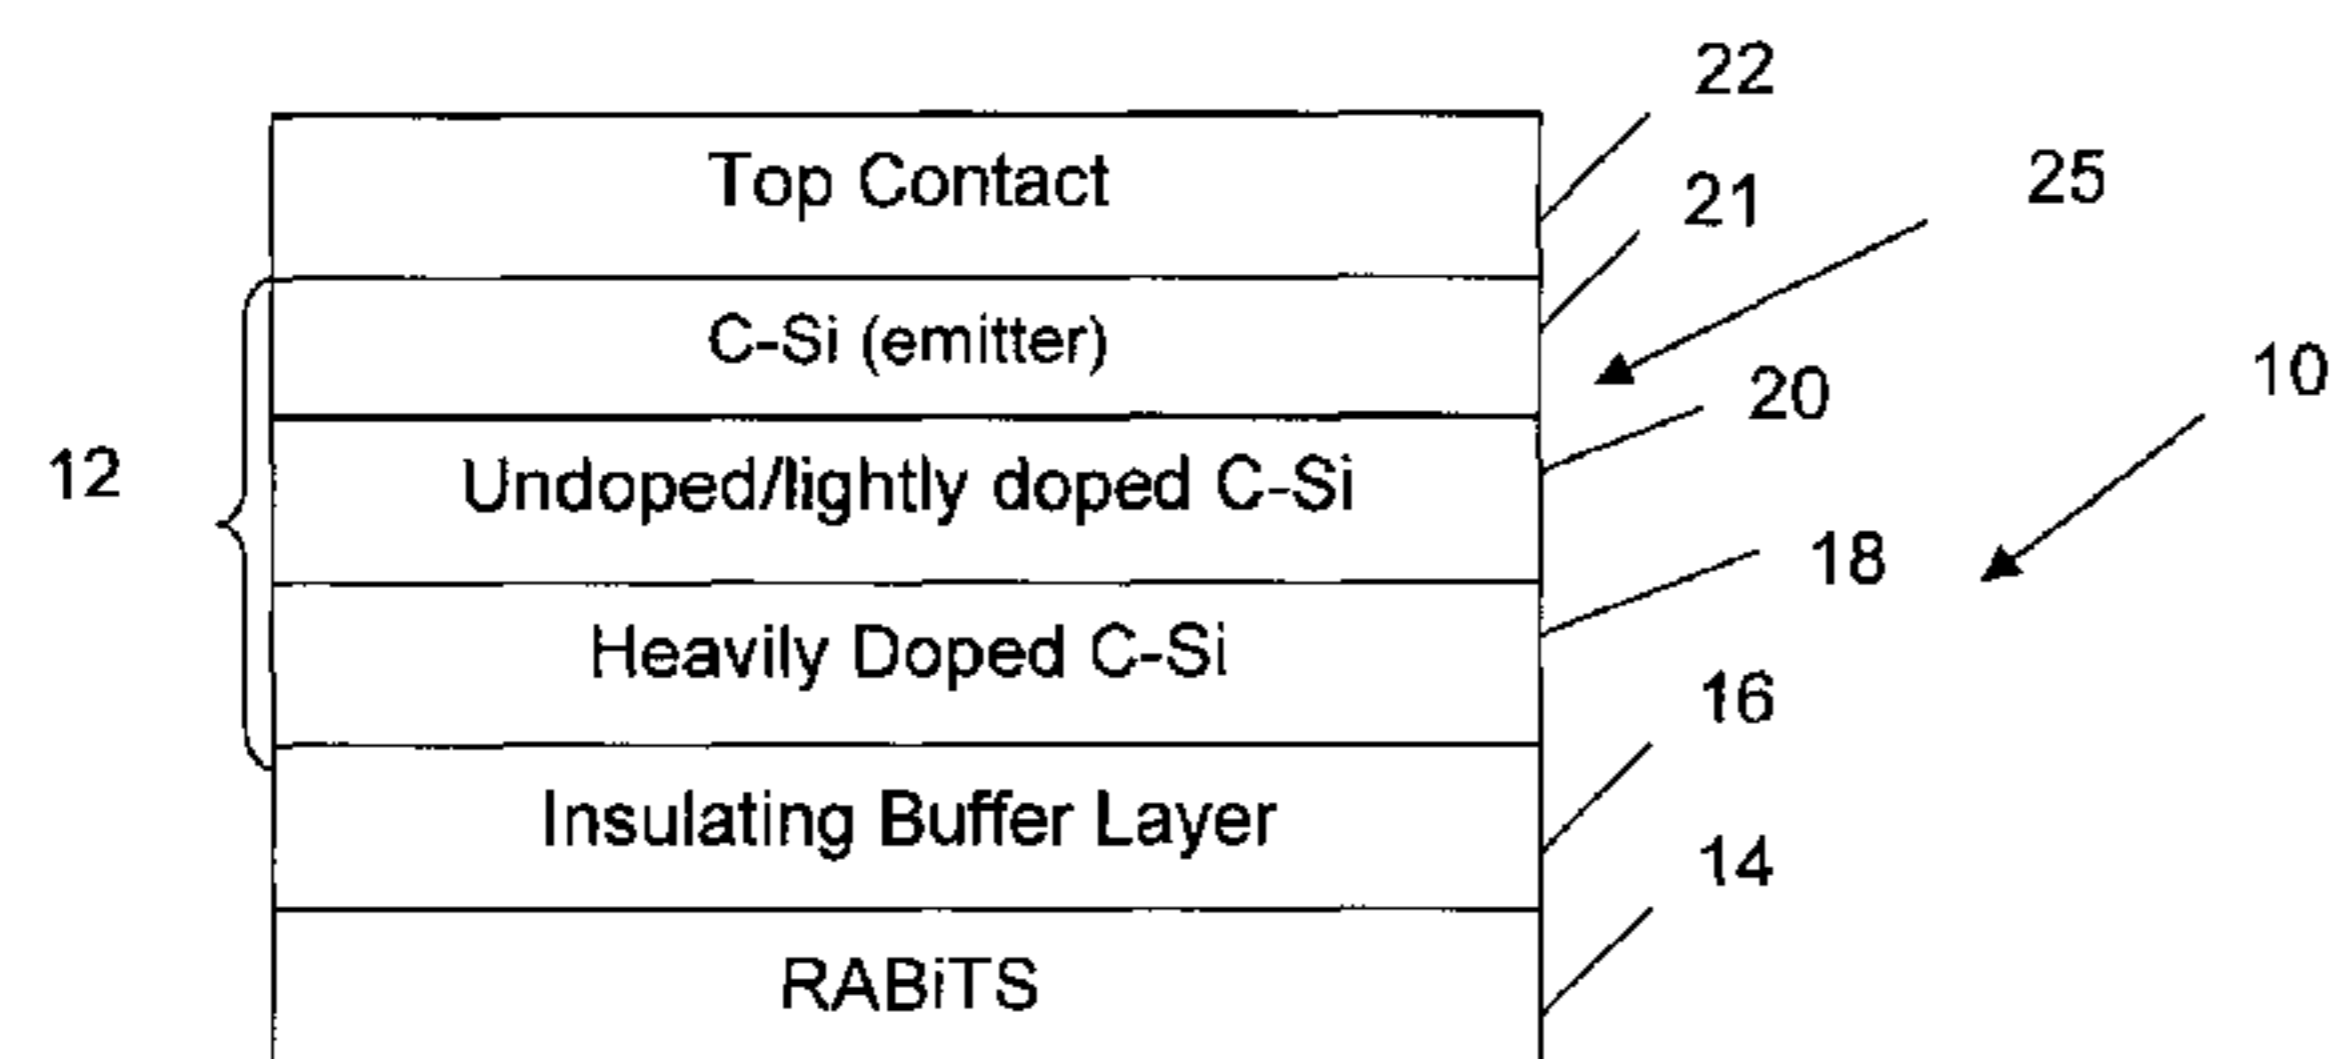 22
Top Contact
25
21
C-Si (emitter)
10
20
12
Undoped/lightly doped C-Si
18
Heavily Doped C-Si
16
Insulating Buffer Layer
14
RABiTS